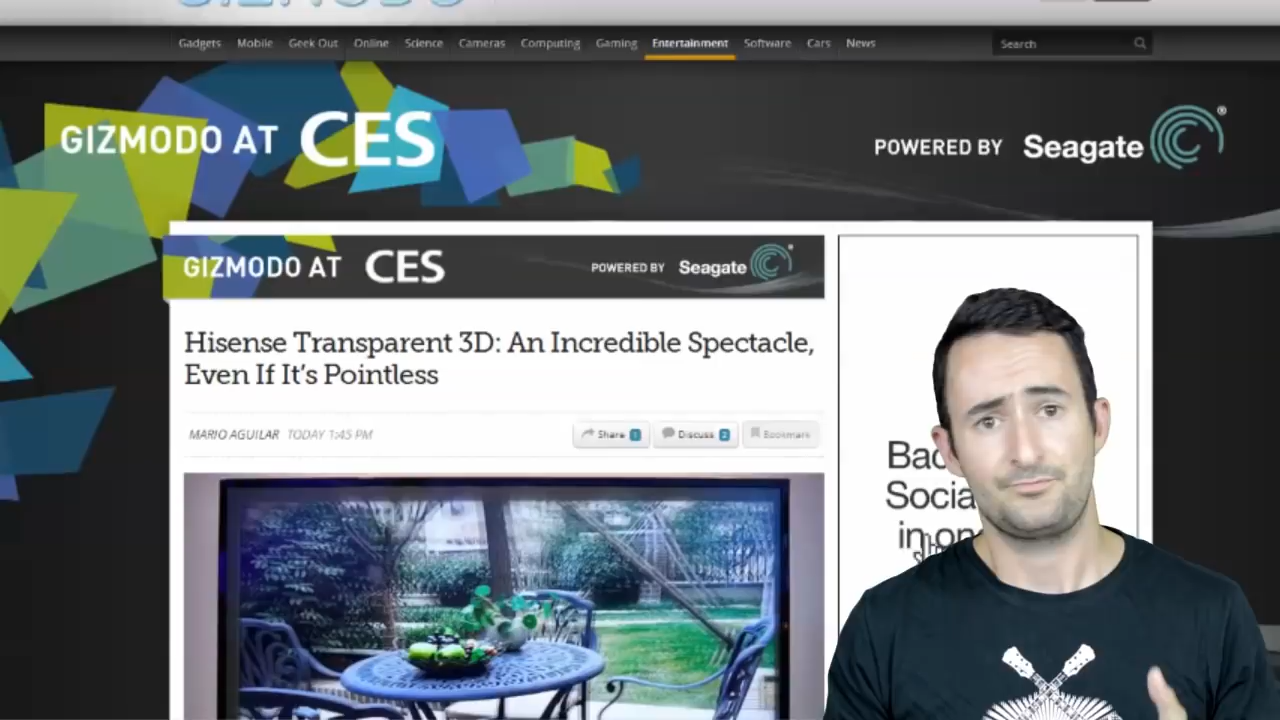 GIZMODO
Gadgets Mobile Geek Out Online Science Cameras Computing Gaming Entertainment Software Cars News Search
GIZMODO AT CES POWERED BY Seagate
GIZMODO AT CES POWERED BY Seagate
Hisense Transparent 3D: An Incredible Spectacle,
Even If It's Pointless
MARIO AGUILAR TODAY 1:45 PM Share 1 Discuss 2 Bookmark
Socia